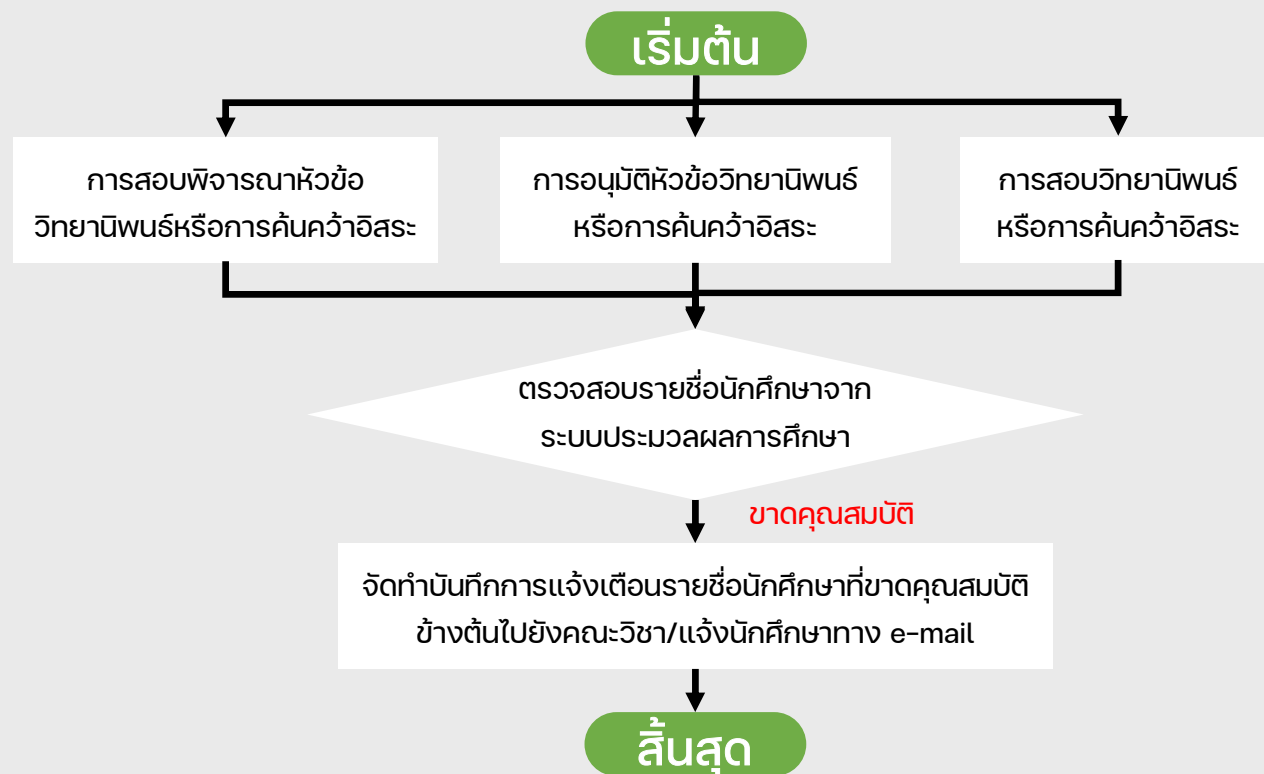 เริ่มต้น
การสอบพิจารณาหัวข้อ
วิทยานิพนธ์หรือการค้นคว้าอิสระ
การอนุมัติหัวข้อวิทยานิพนธ์
หรือการค้นคว้าอิสระ
การสอบวิทยานิพนธ์
หรือการค้นคว้าอิสระ
ตรวจสอบรายชื่อนักศึกษาจาก
ระบบประมวลผลการศึกษา
ขาดคุณสมบัติ
จัดทำบันทึกการแจ้งเตือนรายชื่อนักศึกษาที่ขาดคุณสมบัติ
ข้างต้นไปยังคณะวิชา/แจ้งนักศึกษาทาง e-mail
สิ้นสุด